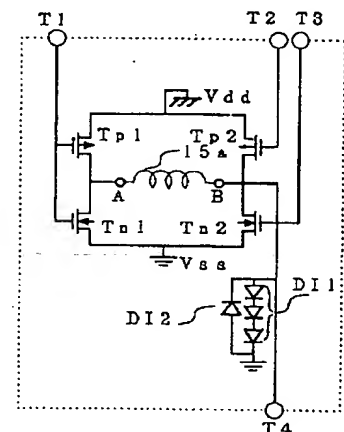 T1 T2 T3
Vdd
Tp1 Tp2
15a
A B
Tn1 Tn2
Vss
DI2 DI1
T4